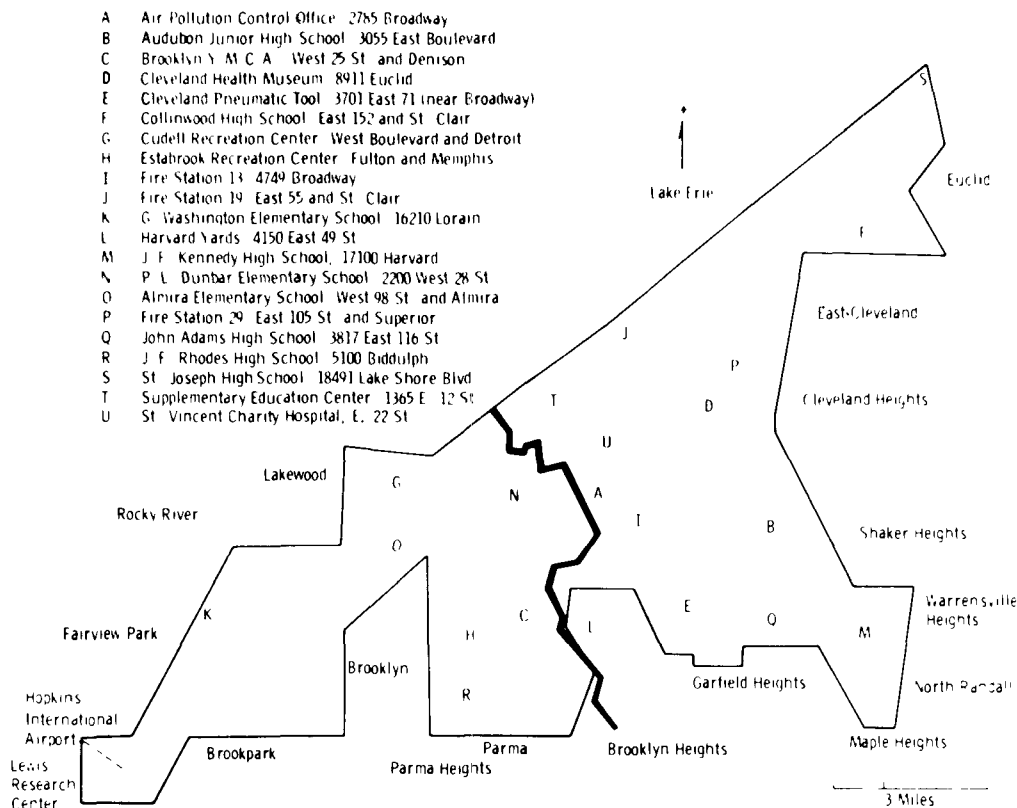 A Air Pollution Control Office 2785 Broadway
B Audubon Junior High School 3055 East Boulevard
C Brooklyn Y M C A West 25 St and Denison
D Cleveland Health Museum 8911 Euclid
E Cleveland Pneumatic Tool 3701 East 71 (near Broadway)
F Collinwood High School East 152 and St Clair
G Cudell Recreation Center West Boulevard and Detroit
H Estabrook Recreation Center Fulton and Memphis
I Fire Station 13 4749 Broadway
J Fire Station 19 East 55 and St Clair
K G Washington Elementary School 16210 Lorain
L Harvard Yards 4150 East 49 St
M J F Kennedy High School, 17100 Harvard
N P L Dunbar Elementary School 2200 West 28 St
O Almira Elementary School West 98 St and Almira
P Fire Station 29 East 105 St and Superior
Q John Adams High School 3817 East 116 St
R J F Rhodes High School 5100 Biddulph
S St Joseph High School 18491 Lake Shore Blvd
T Supplementary Education Center 1365 E 12 St
U St Vincent Charity Hospital, E. 22 St
S
Lake Erie
Euclid
F
East-Cleveland
J
P
T
D
Cleveland Heights
U
Lakewood
G
N
A
Rocky River
I
B
Shaker Heights
O
K
C
E
Q
Warrensville
Heights
Fairview Park
H
L
M
Brooklyn
R
Garfield Heights
North Randall
Hopkins
International
Airport
Brookpark
Parma
Brooklyn Heights
Maple Heights
Parma Heights
Lewis
Research
Center
3 Miles